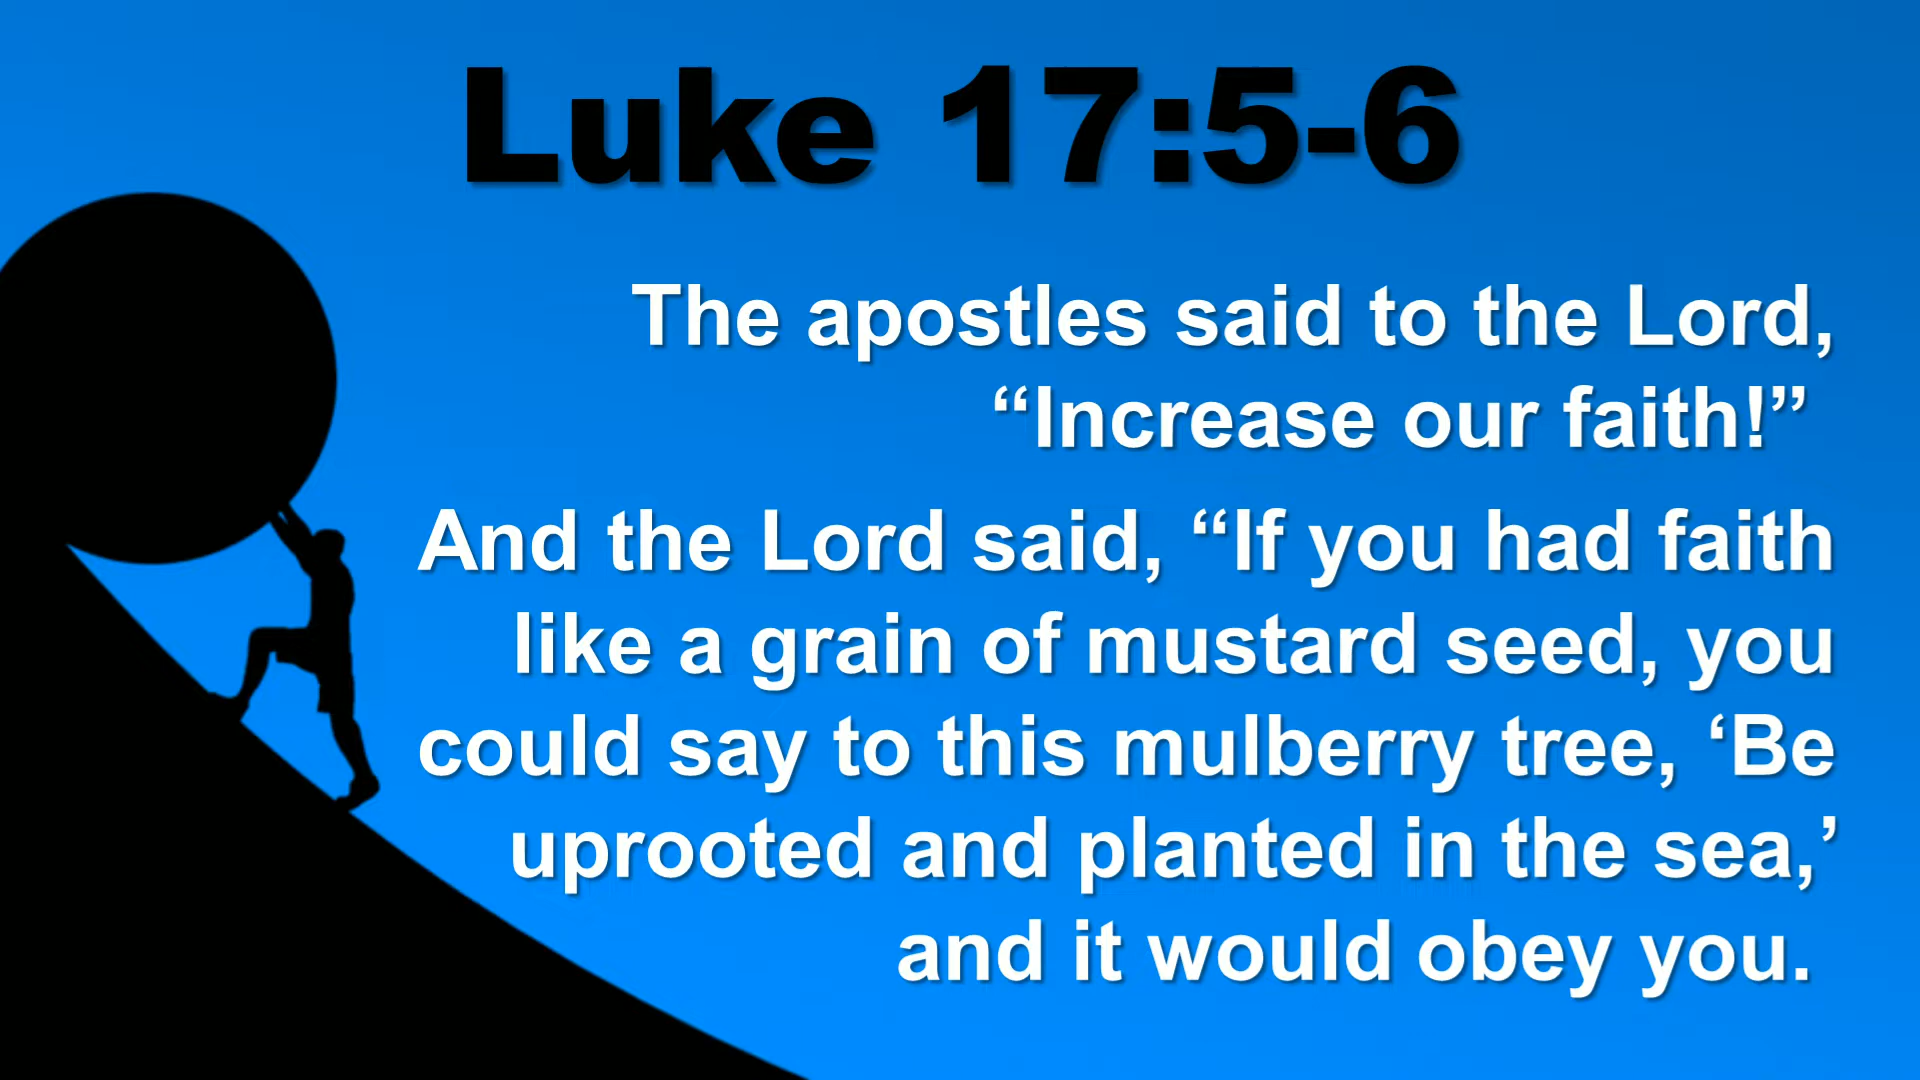 Luke 17:5-6
The apostles said to the Lord,
“Increase our faith!”
And the Lord said, “If you had faith
like a grain of mustard seed, you
could say to this mulberry tree, ‘Be
uprooted and planted in the sea,’
and it would obey you.